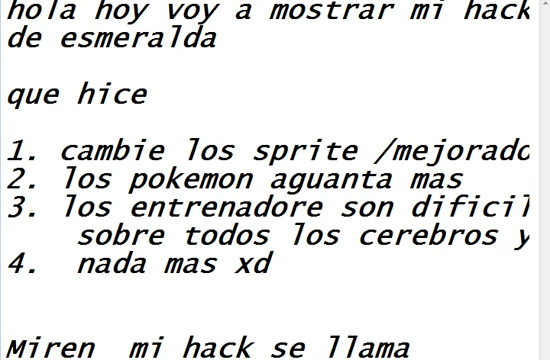 hola hoy voy a mostrar mi hack
de esmeralda
que hice
1. cambie los sprite /mejorado
2. los pokemon aguanta mas
3. los entrenadore son dificil
sobre todos los cerebros y
4. nada mas xd
Miren mi hack se llama